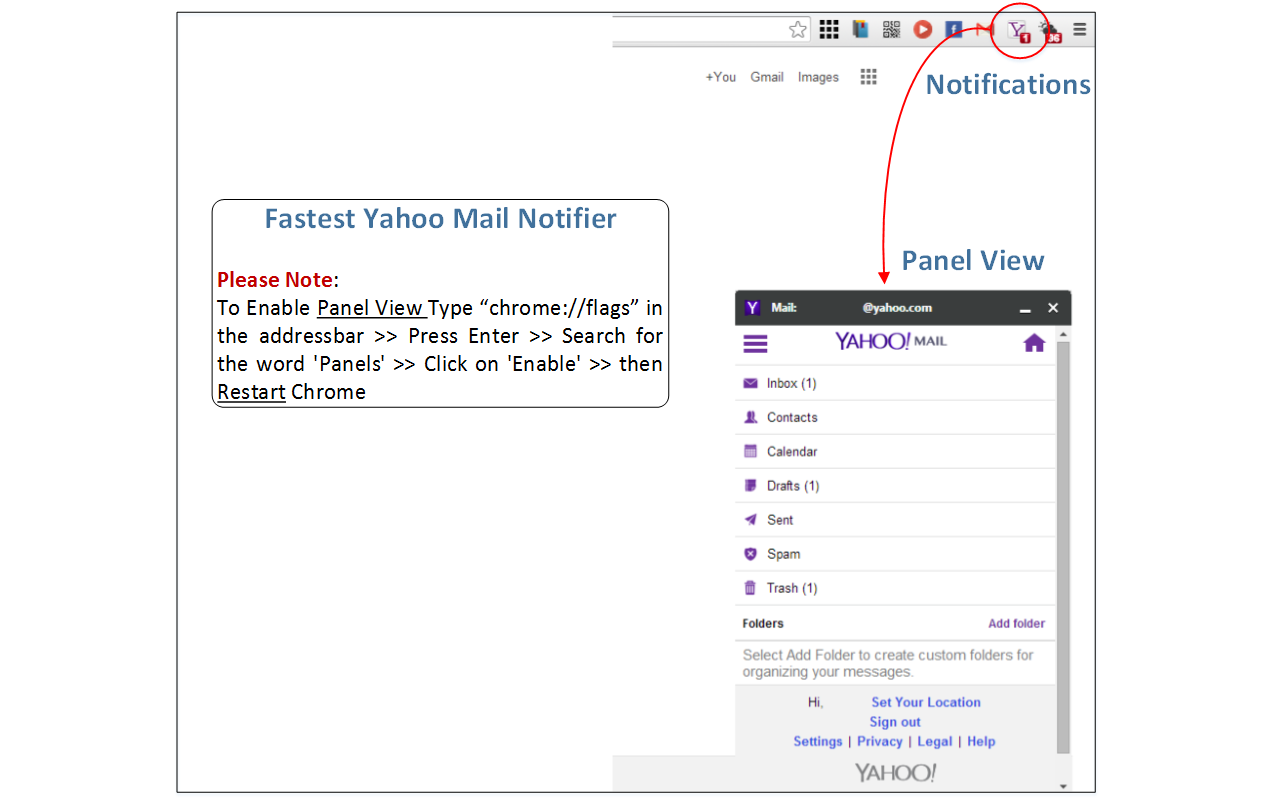 Y 1 36
+You Gmail Images
Notifications
Fastest Yahoo Mail Notifier
Please Note:
To Enable Panel View Type “chrome://flags” in
the addressbar >> Press Enter >> Search for
the word 'Panels' >> Click on 'Enable' >> then
Restart Chrome
Panel View
Y Mail: @yahoo.com
YAHOO! MAIL
Inbox (1)
Contacts
Calendar
Drafts (1)
Sent
Spam
Trash (1)
Folders Add folder
Select Add Folder to create custom folders for
organizing your messages.
Hi, Set Your Location
Sign out
Settings | Privacy | Legal | Help
YAHOO!